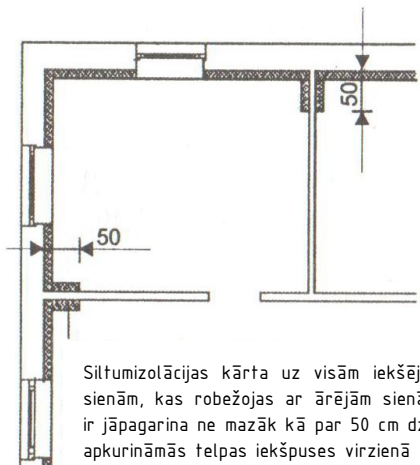 50
50
Siltumizolācijas kārta uz visām iekšēj
sienām, kas robežojas ar ārējām sienā
ir jāpagarina ne mazāk kā par 50 cm dz
apkurināmās telpas iekšpuses virzienā